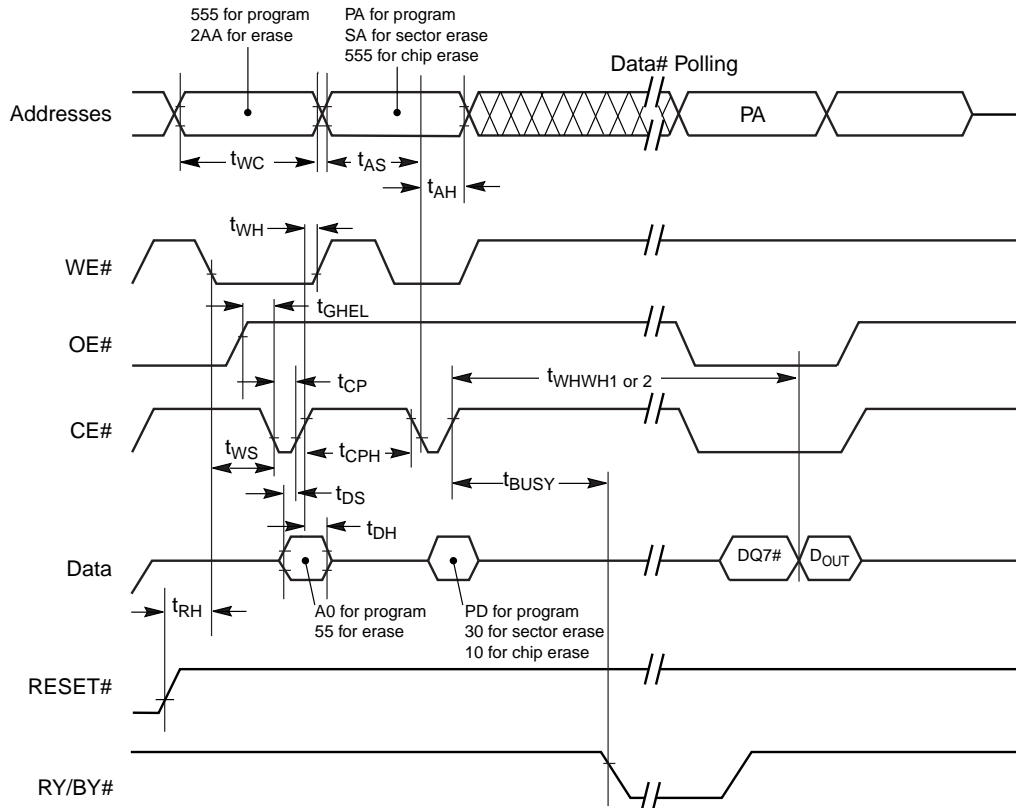 555 for program
2AA for erase
PA for program
SA for sector erase
555 for chip erase
Data# Polling
Addresses
PA
tWC
tAS
tAH
tWH
WE#
tGHEL
OE#
tCP
tWHWH1 or 2
CE#
tWS
tCPH
tBUSY
tDS
tDH
Data
DQ7#
DOUT
tRH
A0 for program
55 for erase
PD for program
30 for sector erase
10 for chip erase
RESET#
RY/BY#